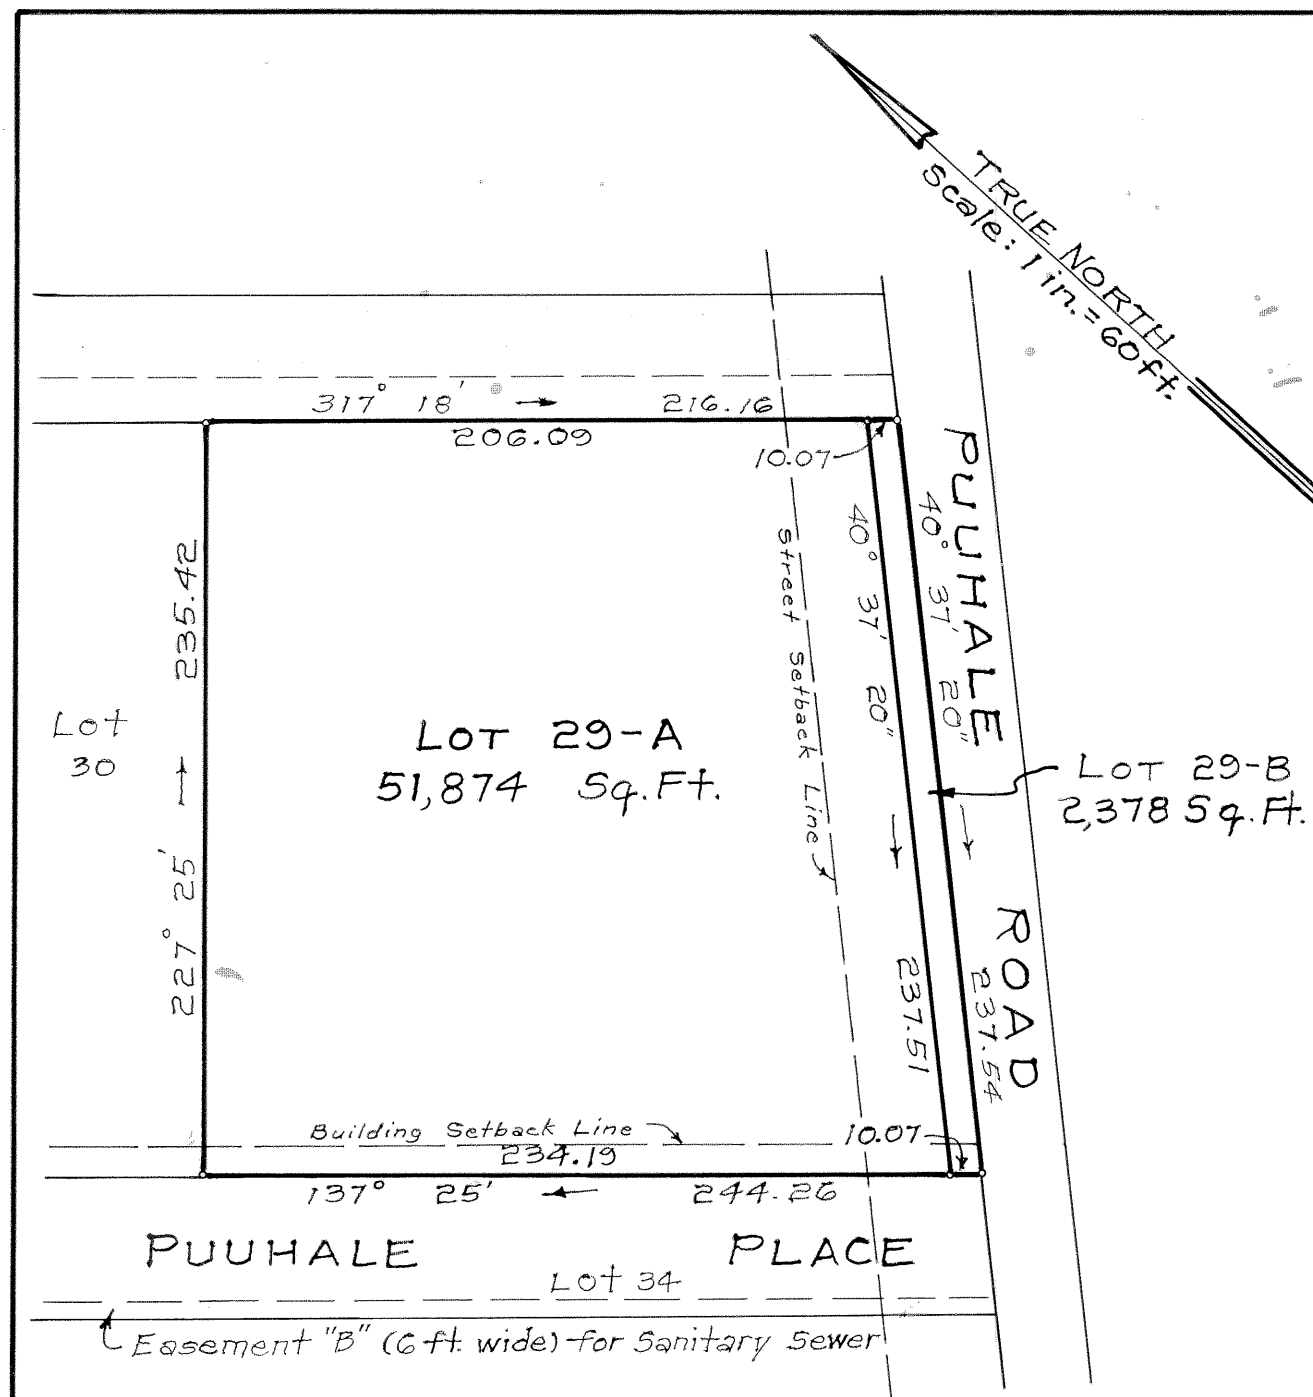 TRUE NORTH
Scale: 1 in. = 60 ft.
317° 18' 216.16
206.09
10.07
PUUHALE ROAD
40° 37' 20"
237.51
40° 37' 20"
237.54
Street Setback Line
227° 25' 235.42
Lot
30
LOT 29-A
51,874 Sq. Ft.
LOT 29-B
2,378 Sq. Ft.
Building Setback Line
10.07
234.19
137° 25' 244.26
PUUHALE PLACE
Lot 34
Easement "B" (6 ft. wide) for Sanitary Sewer